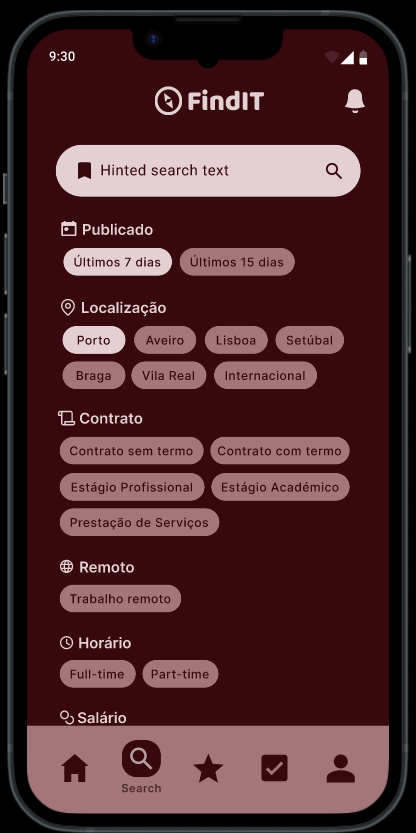 9:30
FindIT
Hinted search text
Publicado
Últimos 7 dias Últimos 15 dias
Localização
Porto Aveiro Lisboa Setúbal
Braga Vila Real Internacional
Contrato
Contrato sem termo Contrato com termo
Estágio Profissional Estágio Académico
Prestação de Serviços
Remoto
Trabalho remoto
Horário
Full-time Part-time
Salário
Search